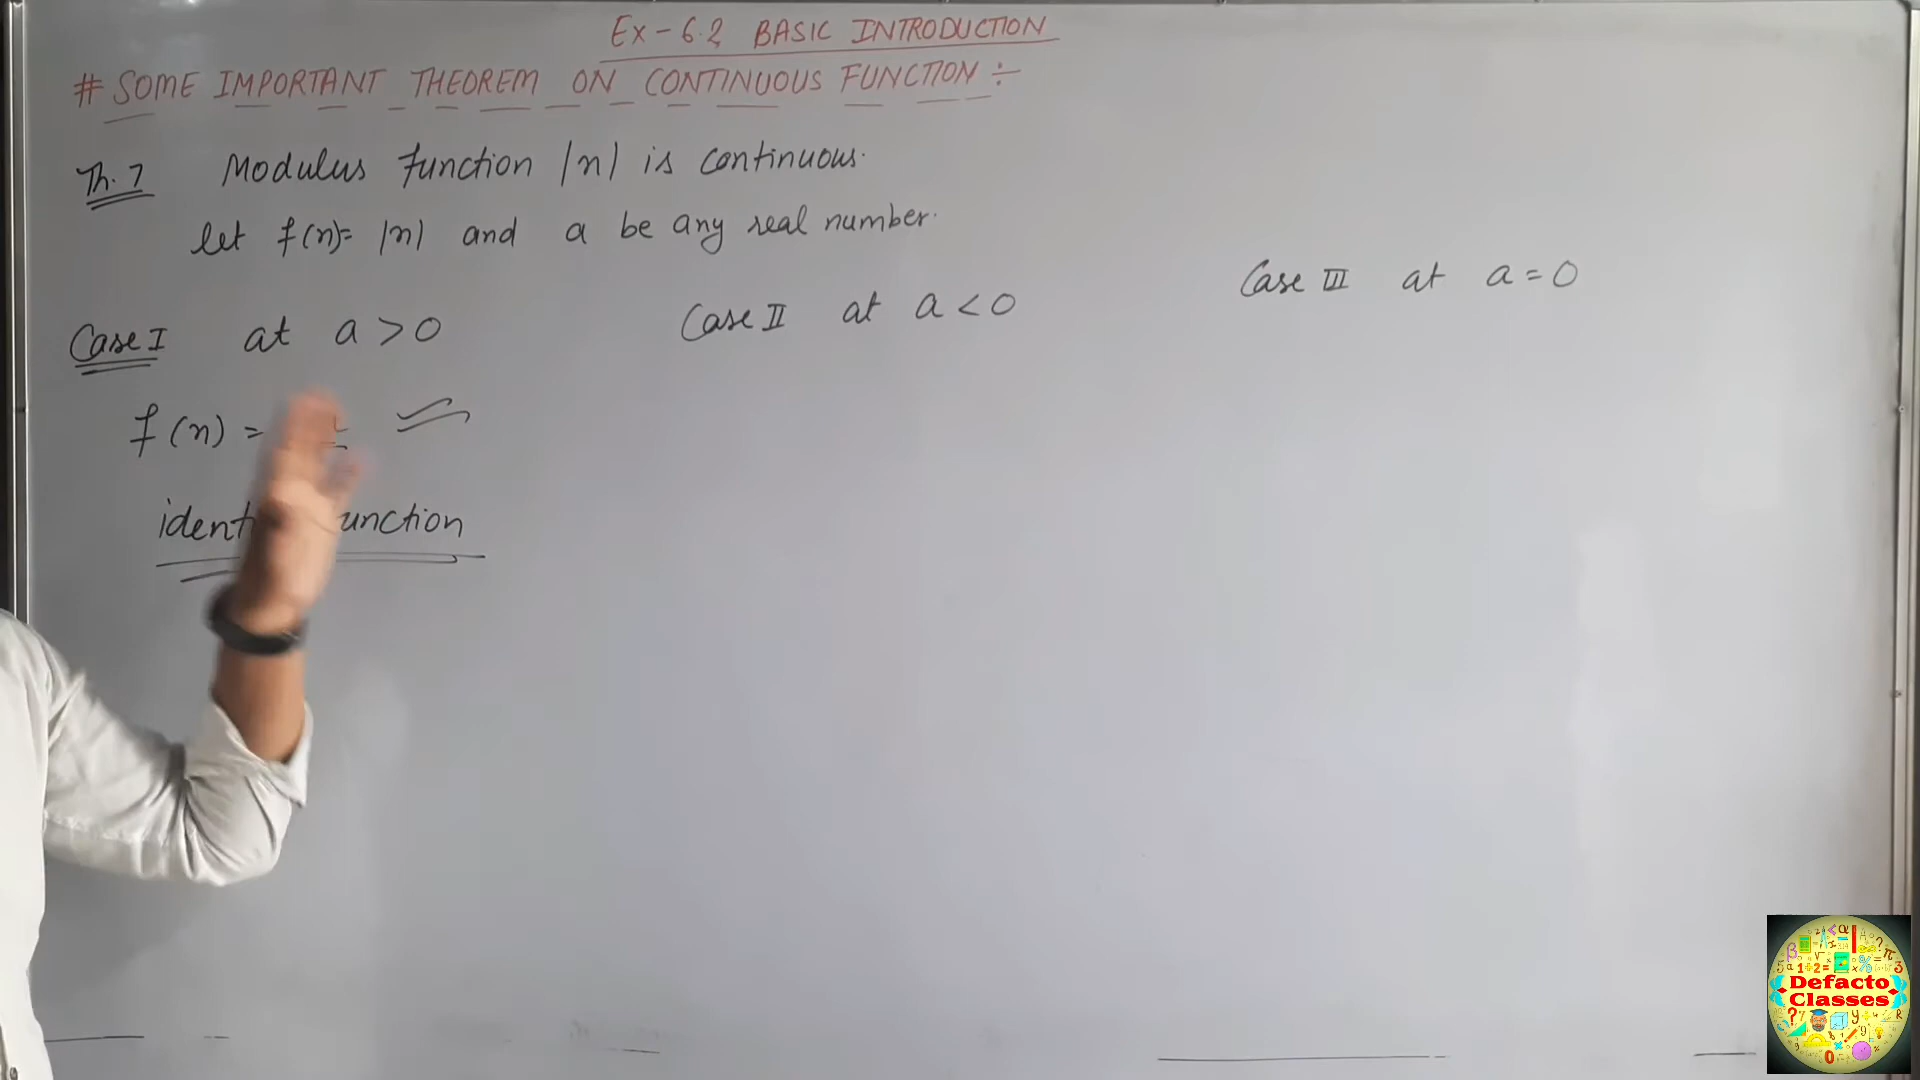 Ex - 6.2 BASIC INTRODUCTION
# SOME IMPORTANT THEOREM ON CONTINUOUS FUNCTION ÷
Th. 7 Modulus function |n| is continuous.
let f(n) = |n| and a be any real number.
Case I at a > 0
Case II at a < 0
Case III at a = 0
f(n) =
function
Defacto
Classes